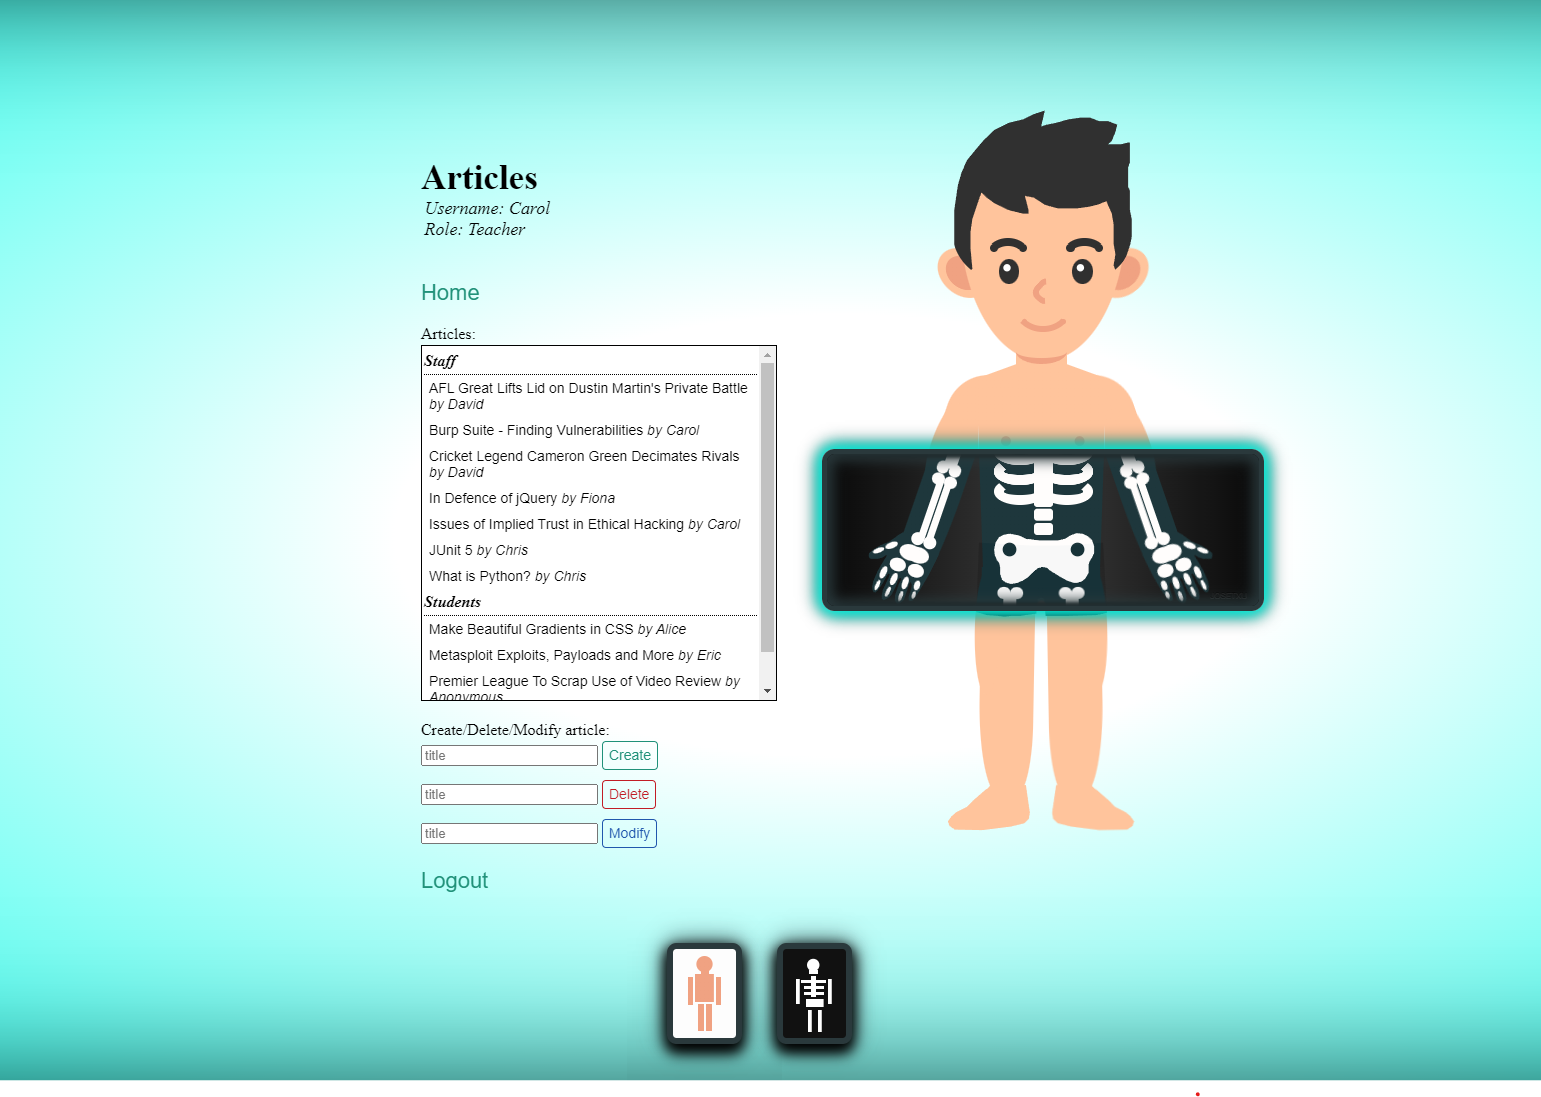 Articles
Username: Carol
Role: Teacher
Home
Articles:
Staff
AFL Great Lifts Lid on Dustin Martin's Private Battle
by David
Burp Suite - Finding Vulnerabilities by Carol
Cricket Legend Cameron Green Decimates Rivals
by David
In Defence of jQuery by Fiona
Issues of Implied Trust in Ethical Hacking by Carol
JUnit 5 by Chris
What is Python? by Chris
Students
Make Beautiful Gradients in CSS by Alice
Metasploit Exploits, Payloads and More by Eric
Premier League To Scrap Use of Video Review by
Anonymous
Create/Delete/Modify article:
title Create
title Delete
title Modify
Logout